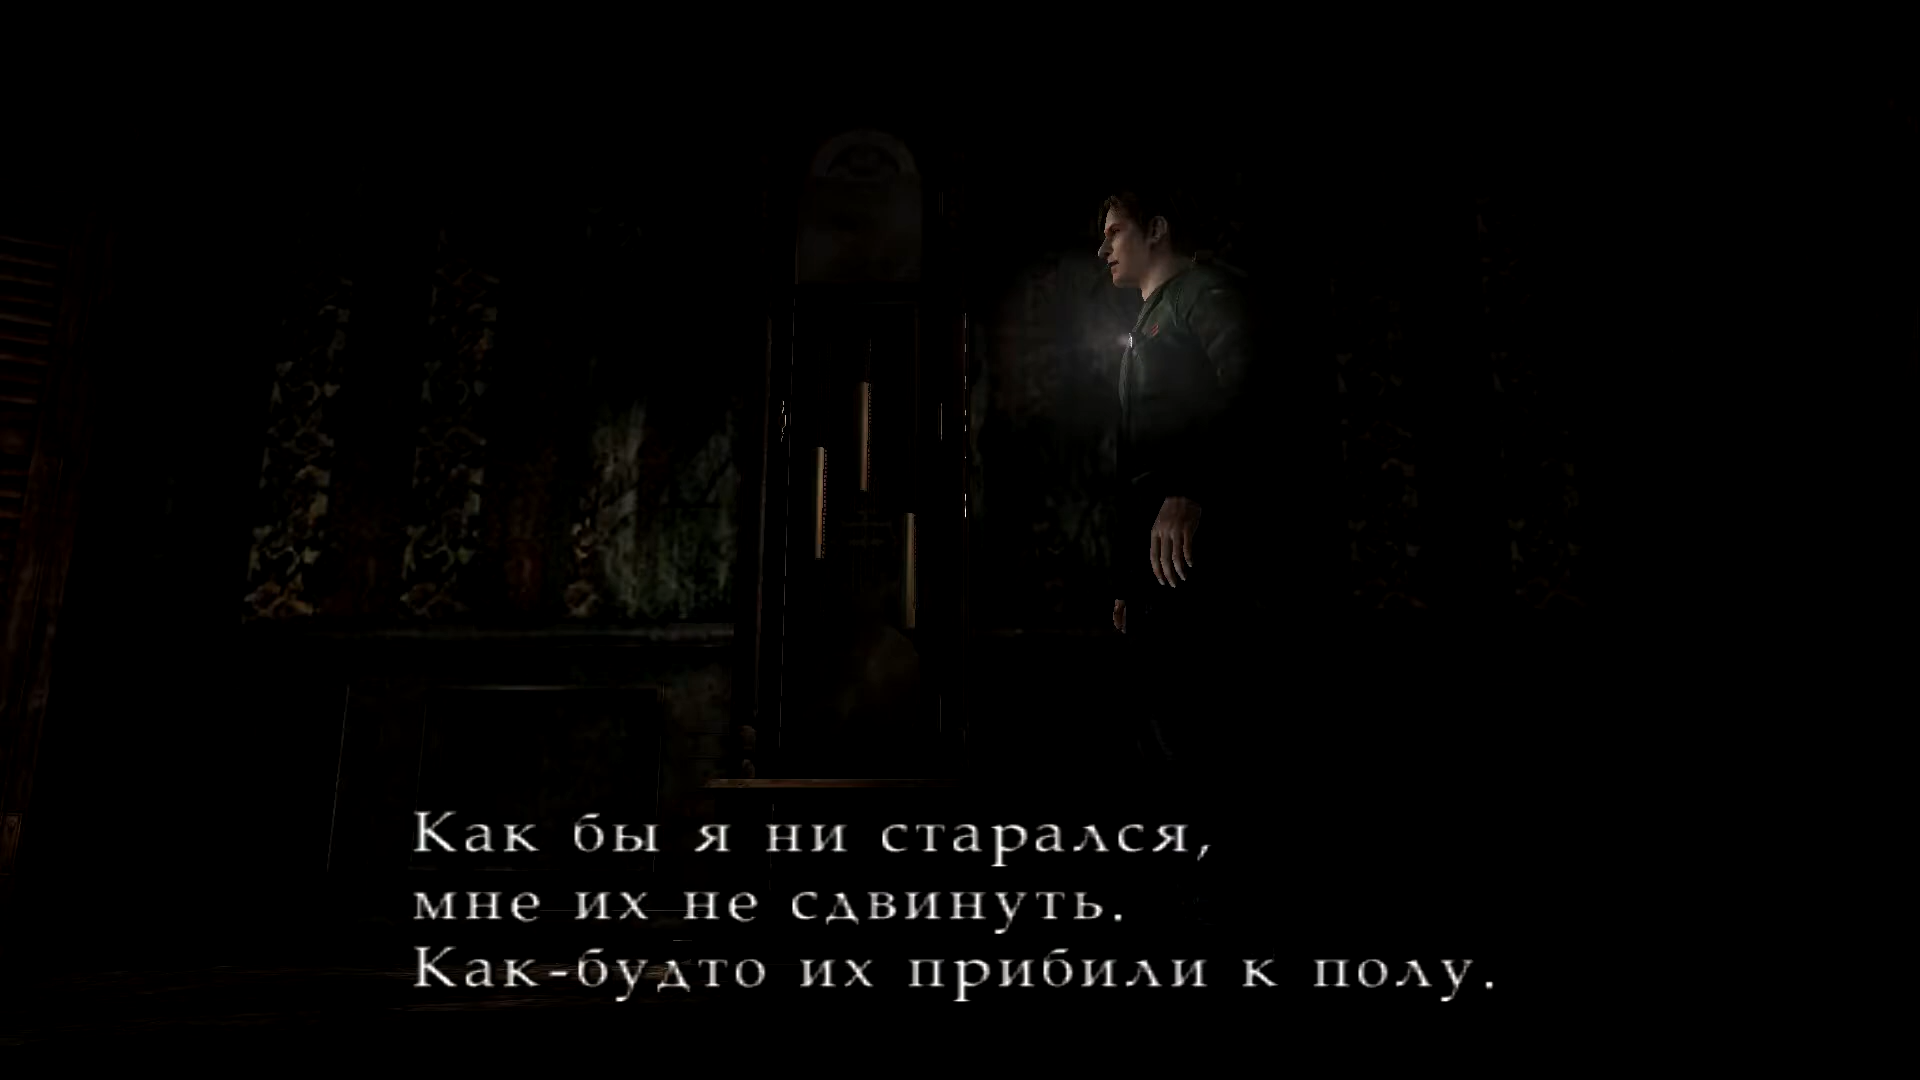 Как бы я ни старался,
мне их не сдвинуть.
Как-будто их прибили к полу.